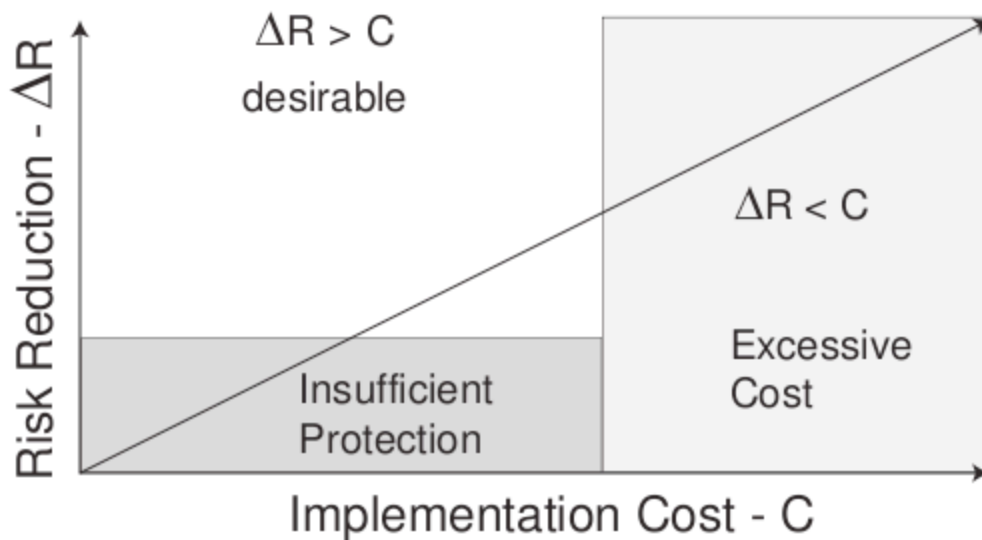 ΔR > C
desirable
Risk Reduction - ΔR
ΔR < C
Excessive
Cost
Insufficient
Protection
Implementation Cost - C